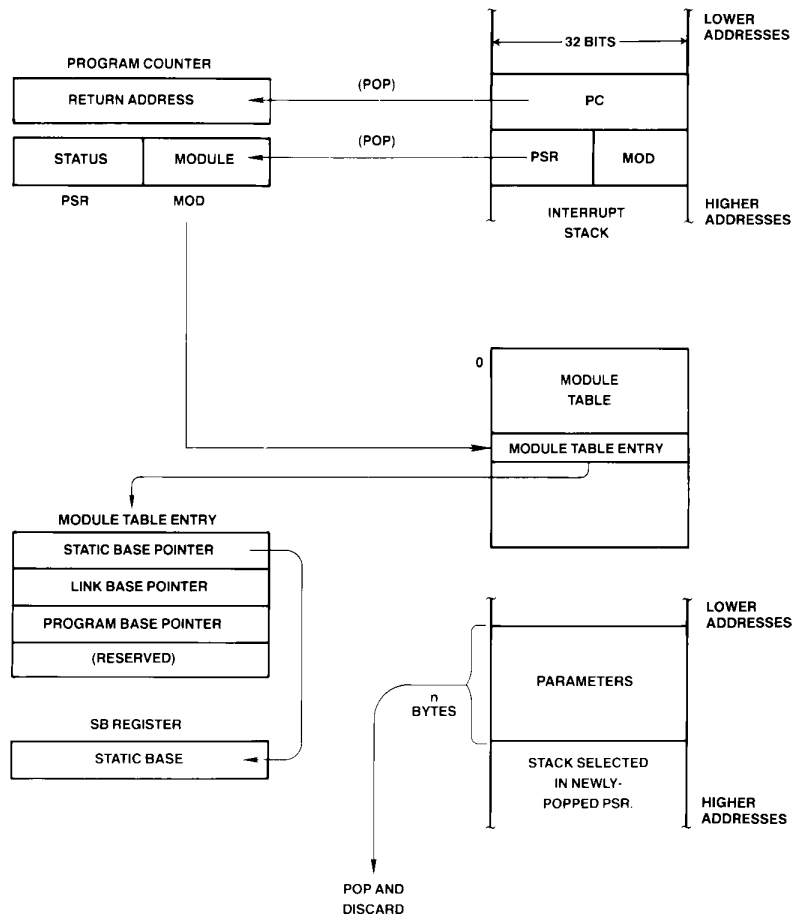 LOWER
ADDRESSES
32 BITS
PROGRAM COUNTER
RETURN ADDRESS
(POP)
PC
STATUS
MODULE
(POP)
PSR
MOD
PSR
MOD
INTERRUPT
STACK
HIGHER
ADDRESSES
0
MODULE
TABLE
MODULE TABLE ENTRY
MODULE TABLE ENTRY
STATIC BASE POINTER
LINK BASE POINTER
PROGRAM BASE POINTER
(RESERVED)
LOWER
ADDRESSES
PARAMETERS
n
BYTES
SB REGISTER
STATIC BASE
STACK SELECTED
IN NEWLY-
POPPED PSR.
HIGHER
ADDRESSES
POP AND
DISCARD